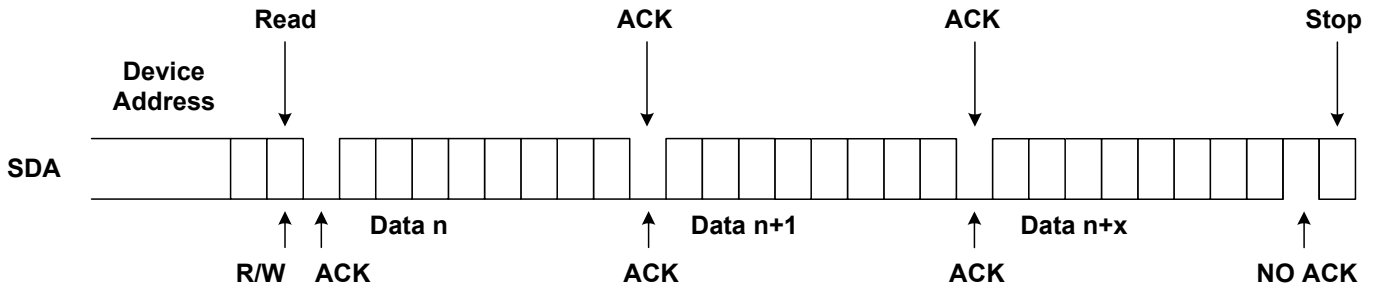 Read ACK ACK Stop
Device
Address
SDA
Data n Data n+1 Data n+x
R/W ACK ACK ACK NO ACK